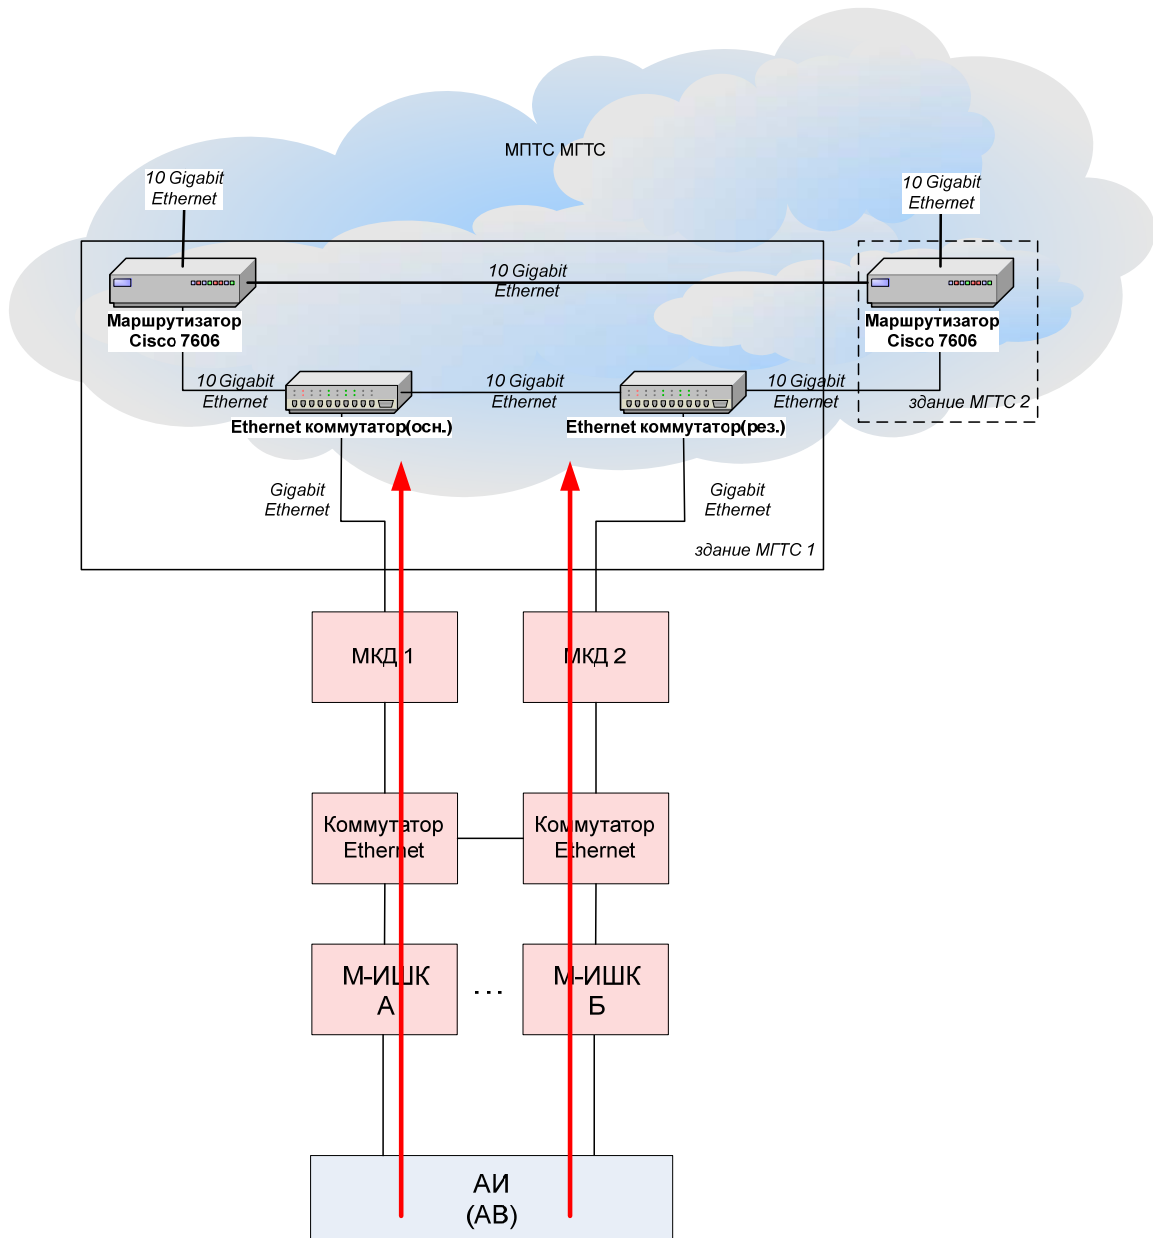 МПТС МГТС
10 Gigabit
Ethernet
10 Gigabit
Ethernet
10 Gigabit
Ethernet
Маршрутизатор
Cisco 7606
Маршрутизатор
Cisco 7606
10 Gigabit
Ethernet
10 Gigabit
Ethernet
10 Gigabit
Ethernet
здание МГТС 2
Ethernet коммутатор(осн.)
Ethernet коммутатор(рез.)
Gigabit
Ethernet
Gigabit
Ethernet
здание МГТС 1
МКД 1
МКД 2
Коммутатор
Ethernet
Коммутатор
Ethernet
М-ИШК
А
...
М-ИШК
Б
АИ
(АВ)